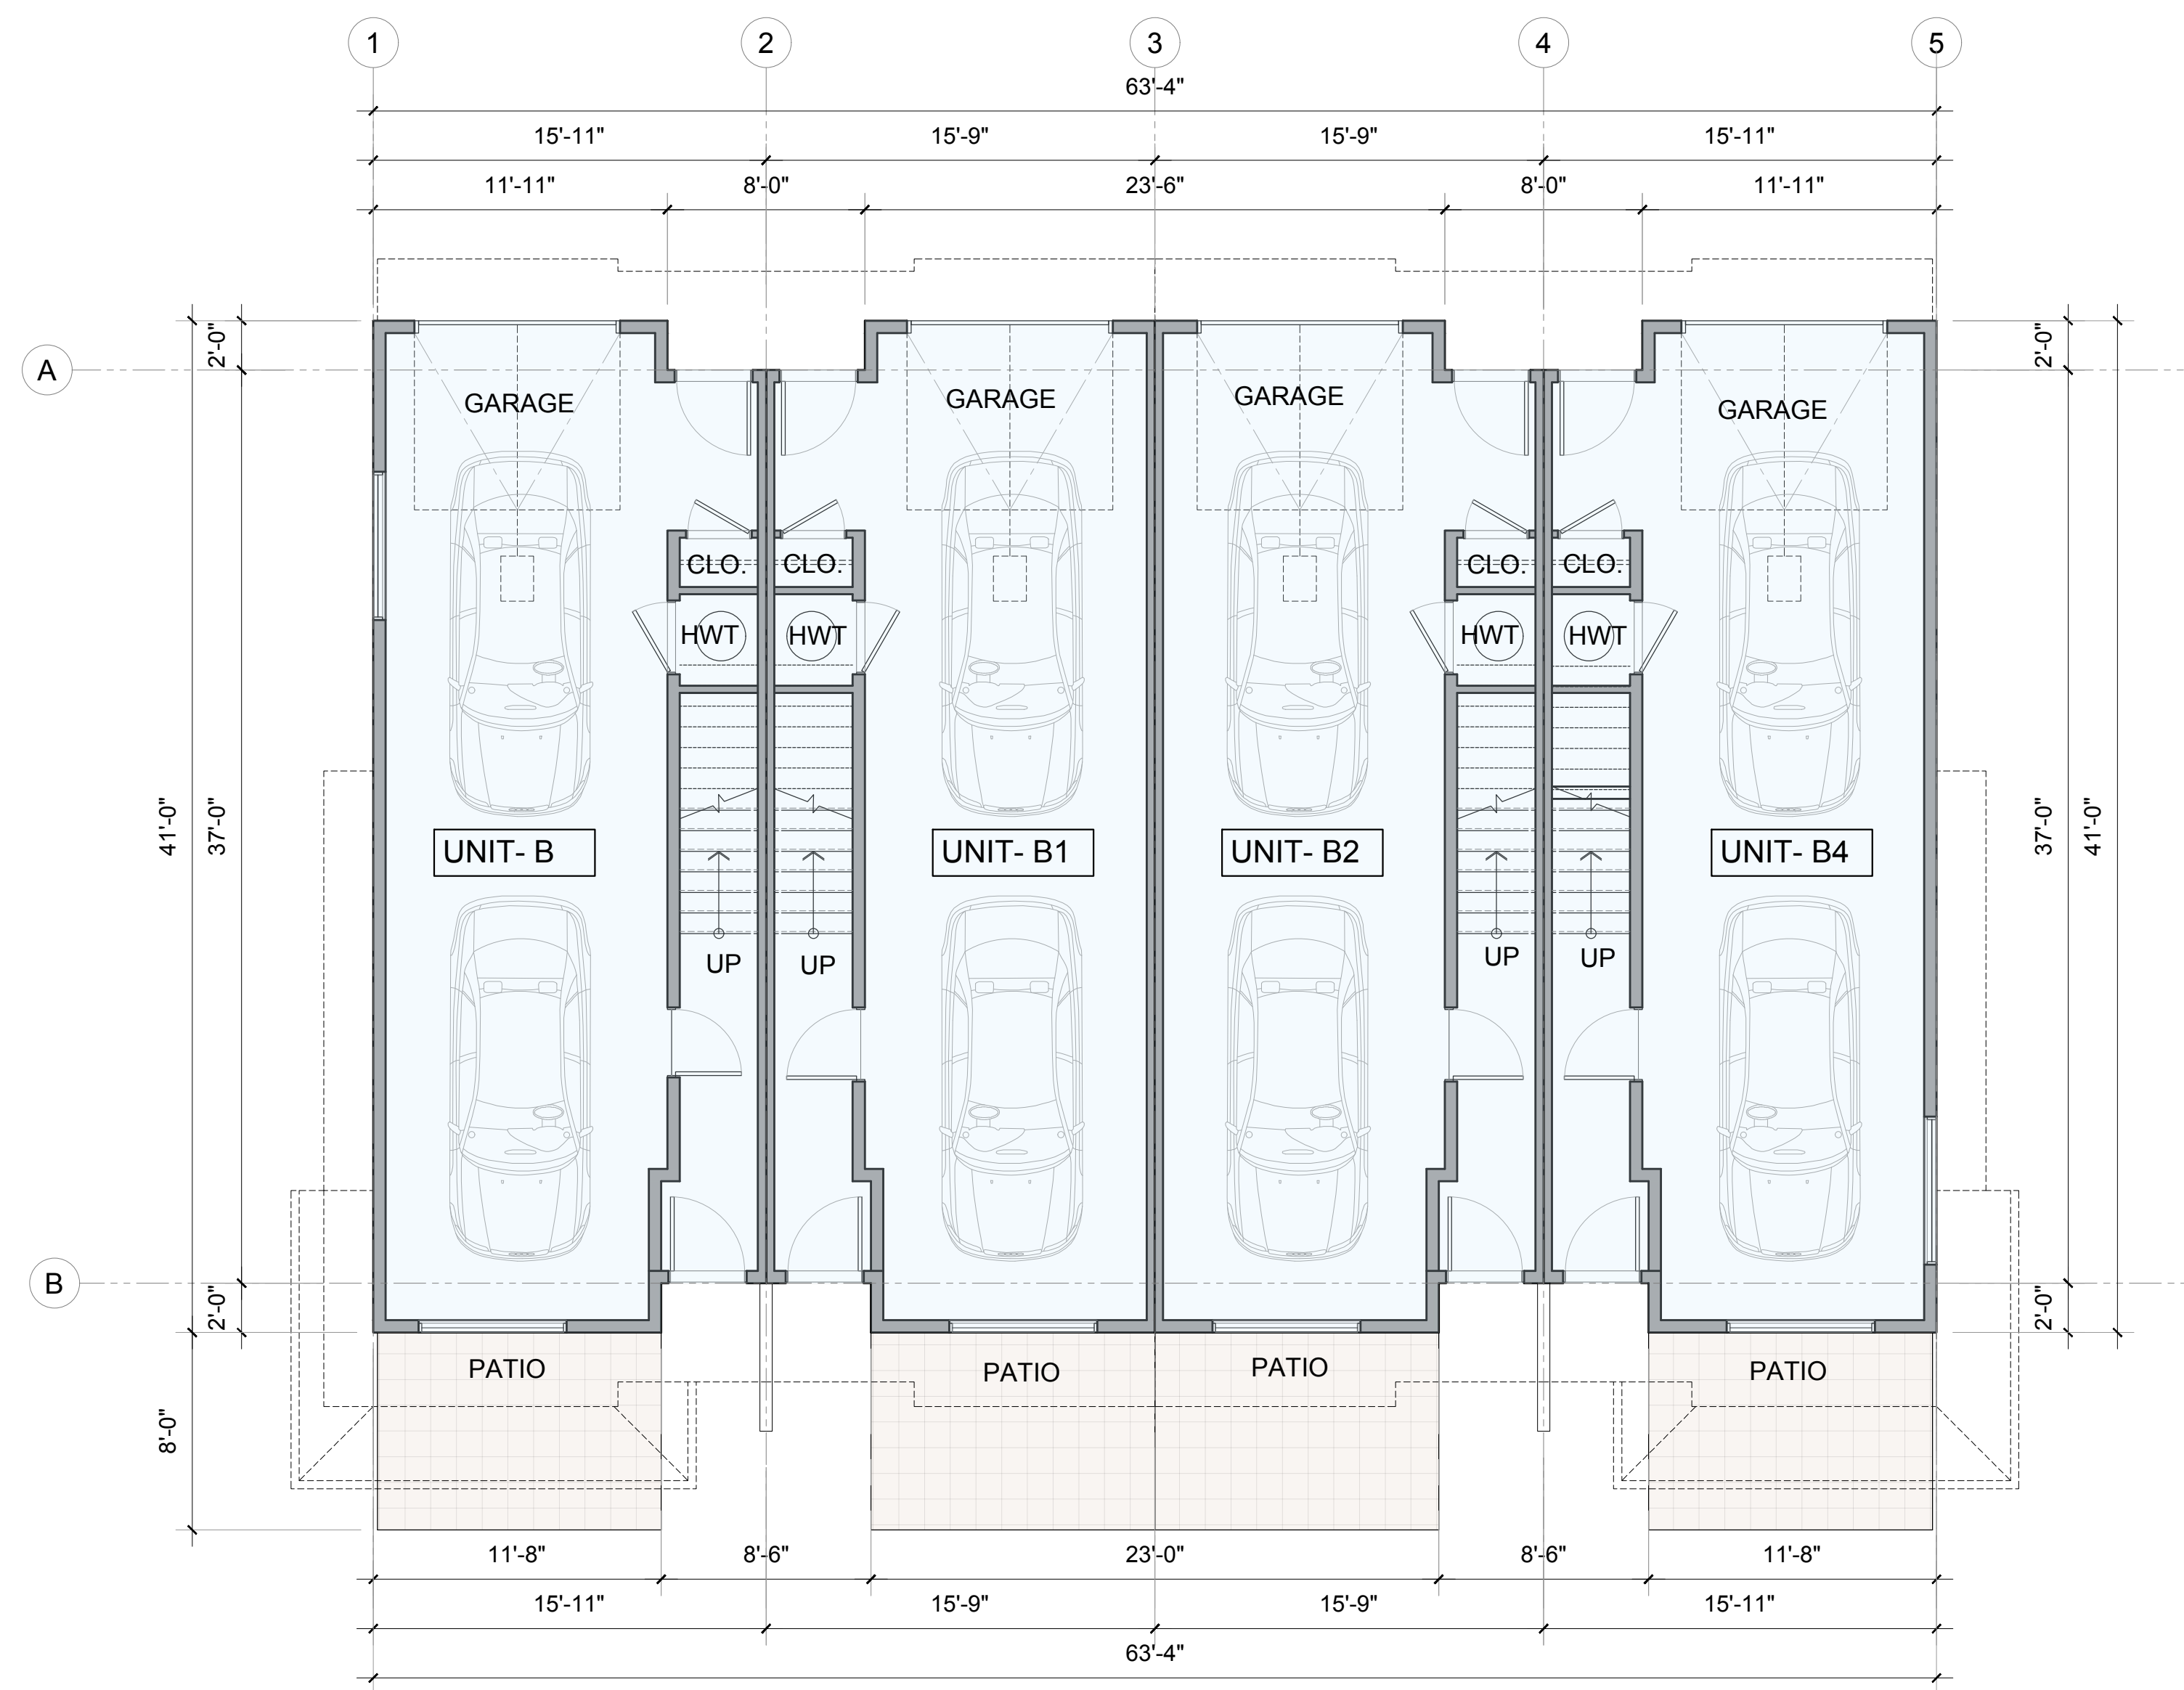 1 2 3 4 5
63'-4"
15'-11" 15'-9" 15'-9" 15'-11"
11'-11" 8'-0" 23'-6" 8'-0" 11'-11"
2'-0" 2'-0"
A
GARAGE GARAGE GARAGE GARAGE
CLO. CLO. CLO. CLO.
HWT HWT HWT HWT
41'-0" 37'-0" 37'-0" 41'-0"
UNIT- B UNIT- B1 UNIT- B2 UNIT- B4
UP UP UP UP
B
2'-0" 2'-0"
PATIO PATIO PATIO PATIO
8'-0"
11'-8" 8'-6" 23'-0" 8'-6" 11'-8"
15'-11" 15'-9" 15'-9" 15'-11"
63'-4"